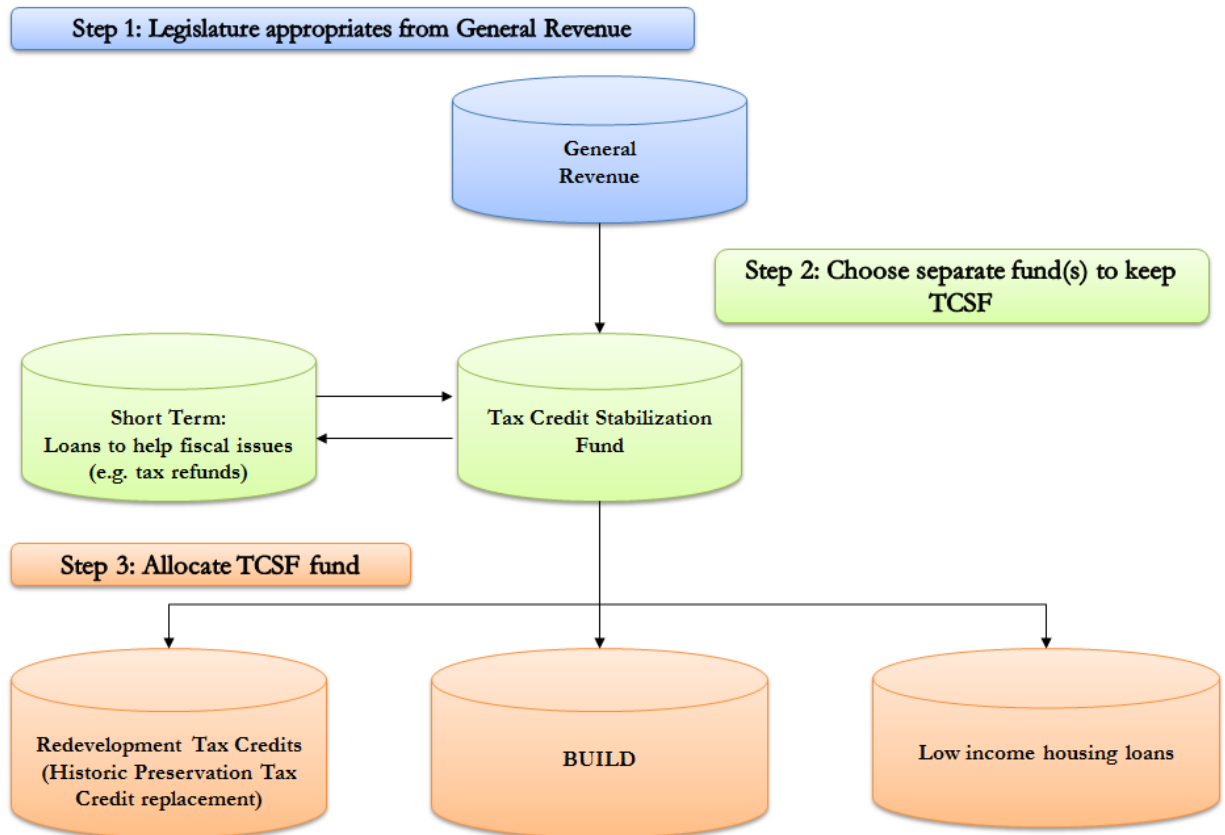 Step 1: Legislature appropriates from General Revenue
General
Revenue
Step 2: Choose separate fund(s) to keep
TCSF
Short Term:
Loans to help fiscal issues
(e.g. tax refunds)
Tax Credit Stabilization
Fund
Step 3: Allocate TCSF fund
Redevelopment Tax Credits
(Historic Preservation Tax
Credit replacement)
BUILD
Low income housing loans